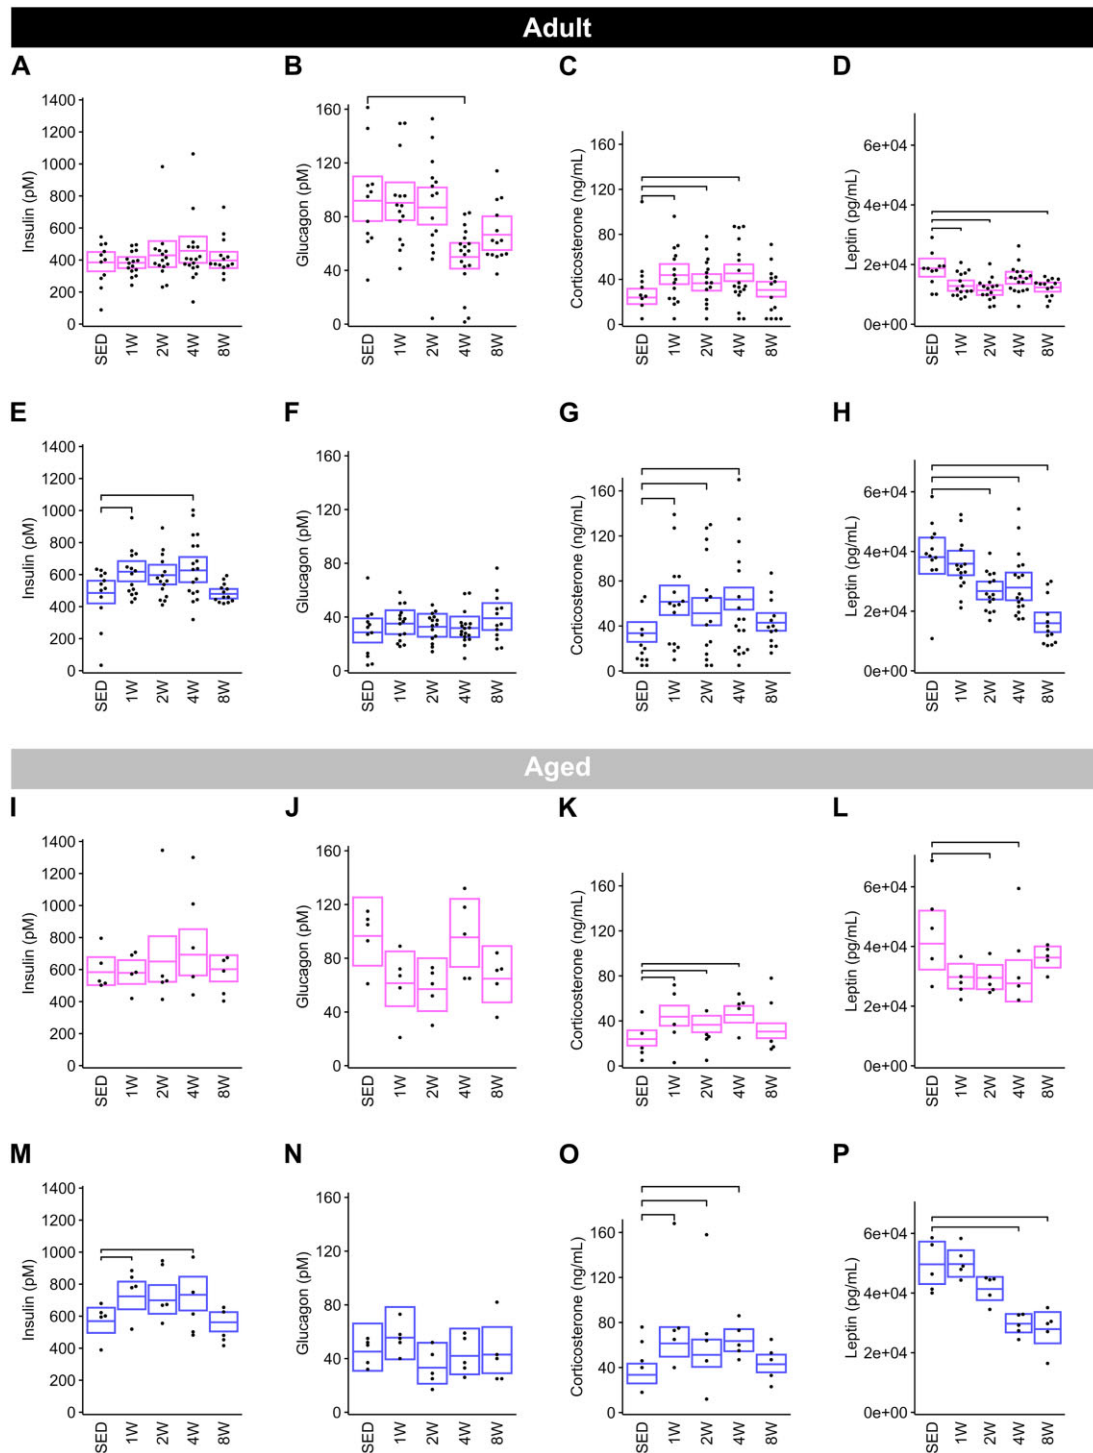 Adult
A
B
C
D
Insulin (pM)
1400
1200
1000
800
600
400
200
0
SED
1W
2W
4W
8W
Glucagon (pM)
160
120
80
40
0
SED
1W
2W
4W
8W
Corticosterone (ng/mL)
160
120
80
40
0
SED
1W
2W
4W
8W
Leptin (pg/mL)
6e+04
4e+04
2e+04
0e+00
SED
1W
2W
4W
8W
E
F
G
H
Insulin (pM)
1400
1200
1000
800
600
400
200
0
SED
1W
2W
4W
8W
Glucagon (pM)
160
120
80
40
0
SED
1W
2W
4W
8W
Corticosterone (ng/mL)
160
120
80
40
0
SED
1W
2W
4W
8W
Leptin (pg/mL)
6e+04
4e+04
2e+04
0e+00
SED
1W
2W
4W
8W
Aged
I
J
K
L
Insulin (pM)
1400
1200
1000
800
600
400
200
0
SED
1W
2W
4W
8W
Glucagon (pM)
160
120
80
40
0
SED
1W
2W
4W
8W
Corticosterone (ng/mL)
160
120
80
40
0
SED
1W
2W
4W
8W
Leptin (pg/mL)
6e+04
4e+04
2e+04
0e+00
SED
1W
2W
4W
8W
M
N
O
P
Insulin (pM)
1400
1200
1000
800
600
400
200
0
SED
1W
2W
4W
8W
Glucagon (pM)
160
120
80
40
0
SED
1W
2W
4W
8W
Corticosterone (ng/mL)
160
120
80
40
0
SED
1W
2W
4W
8W
Leptin (pg/mL)
6e+04
4e+04
2e+04
0e+00
SED
1W
2W
4W
8W